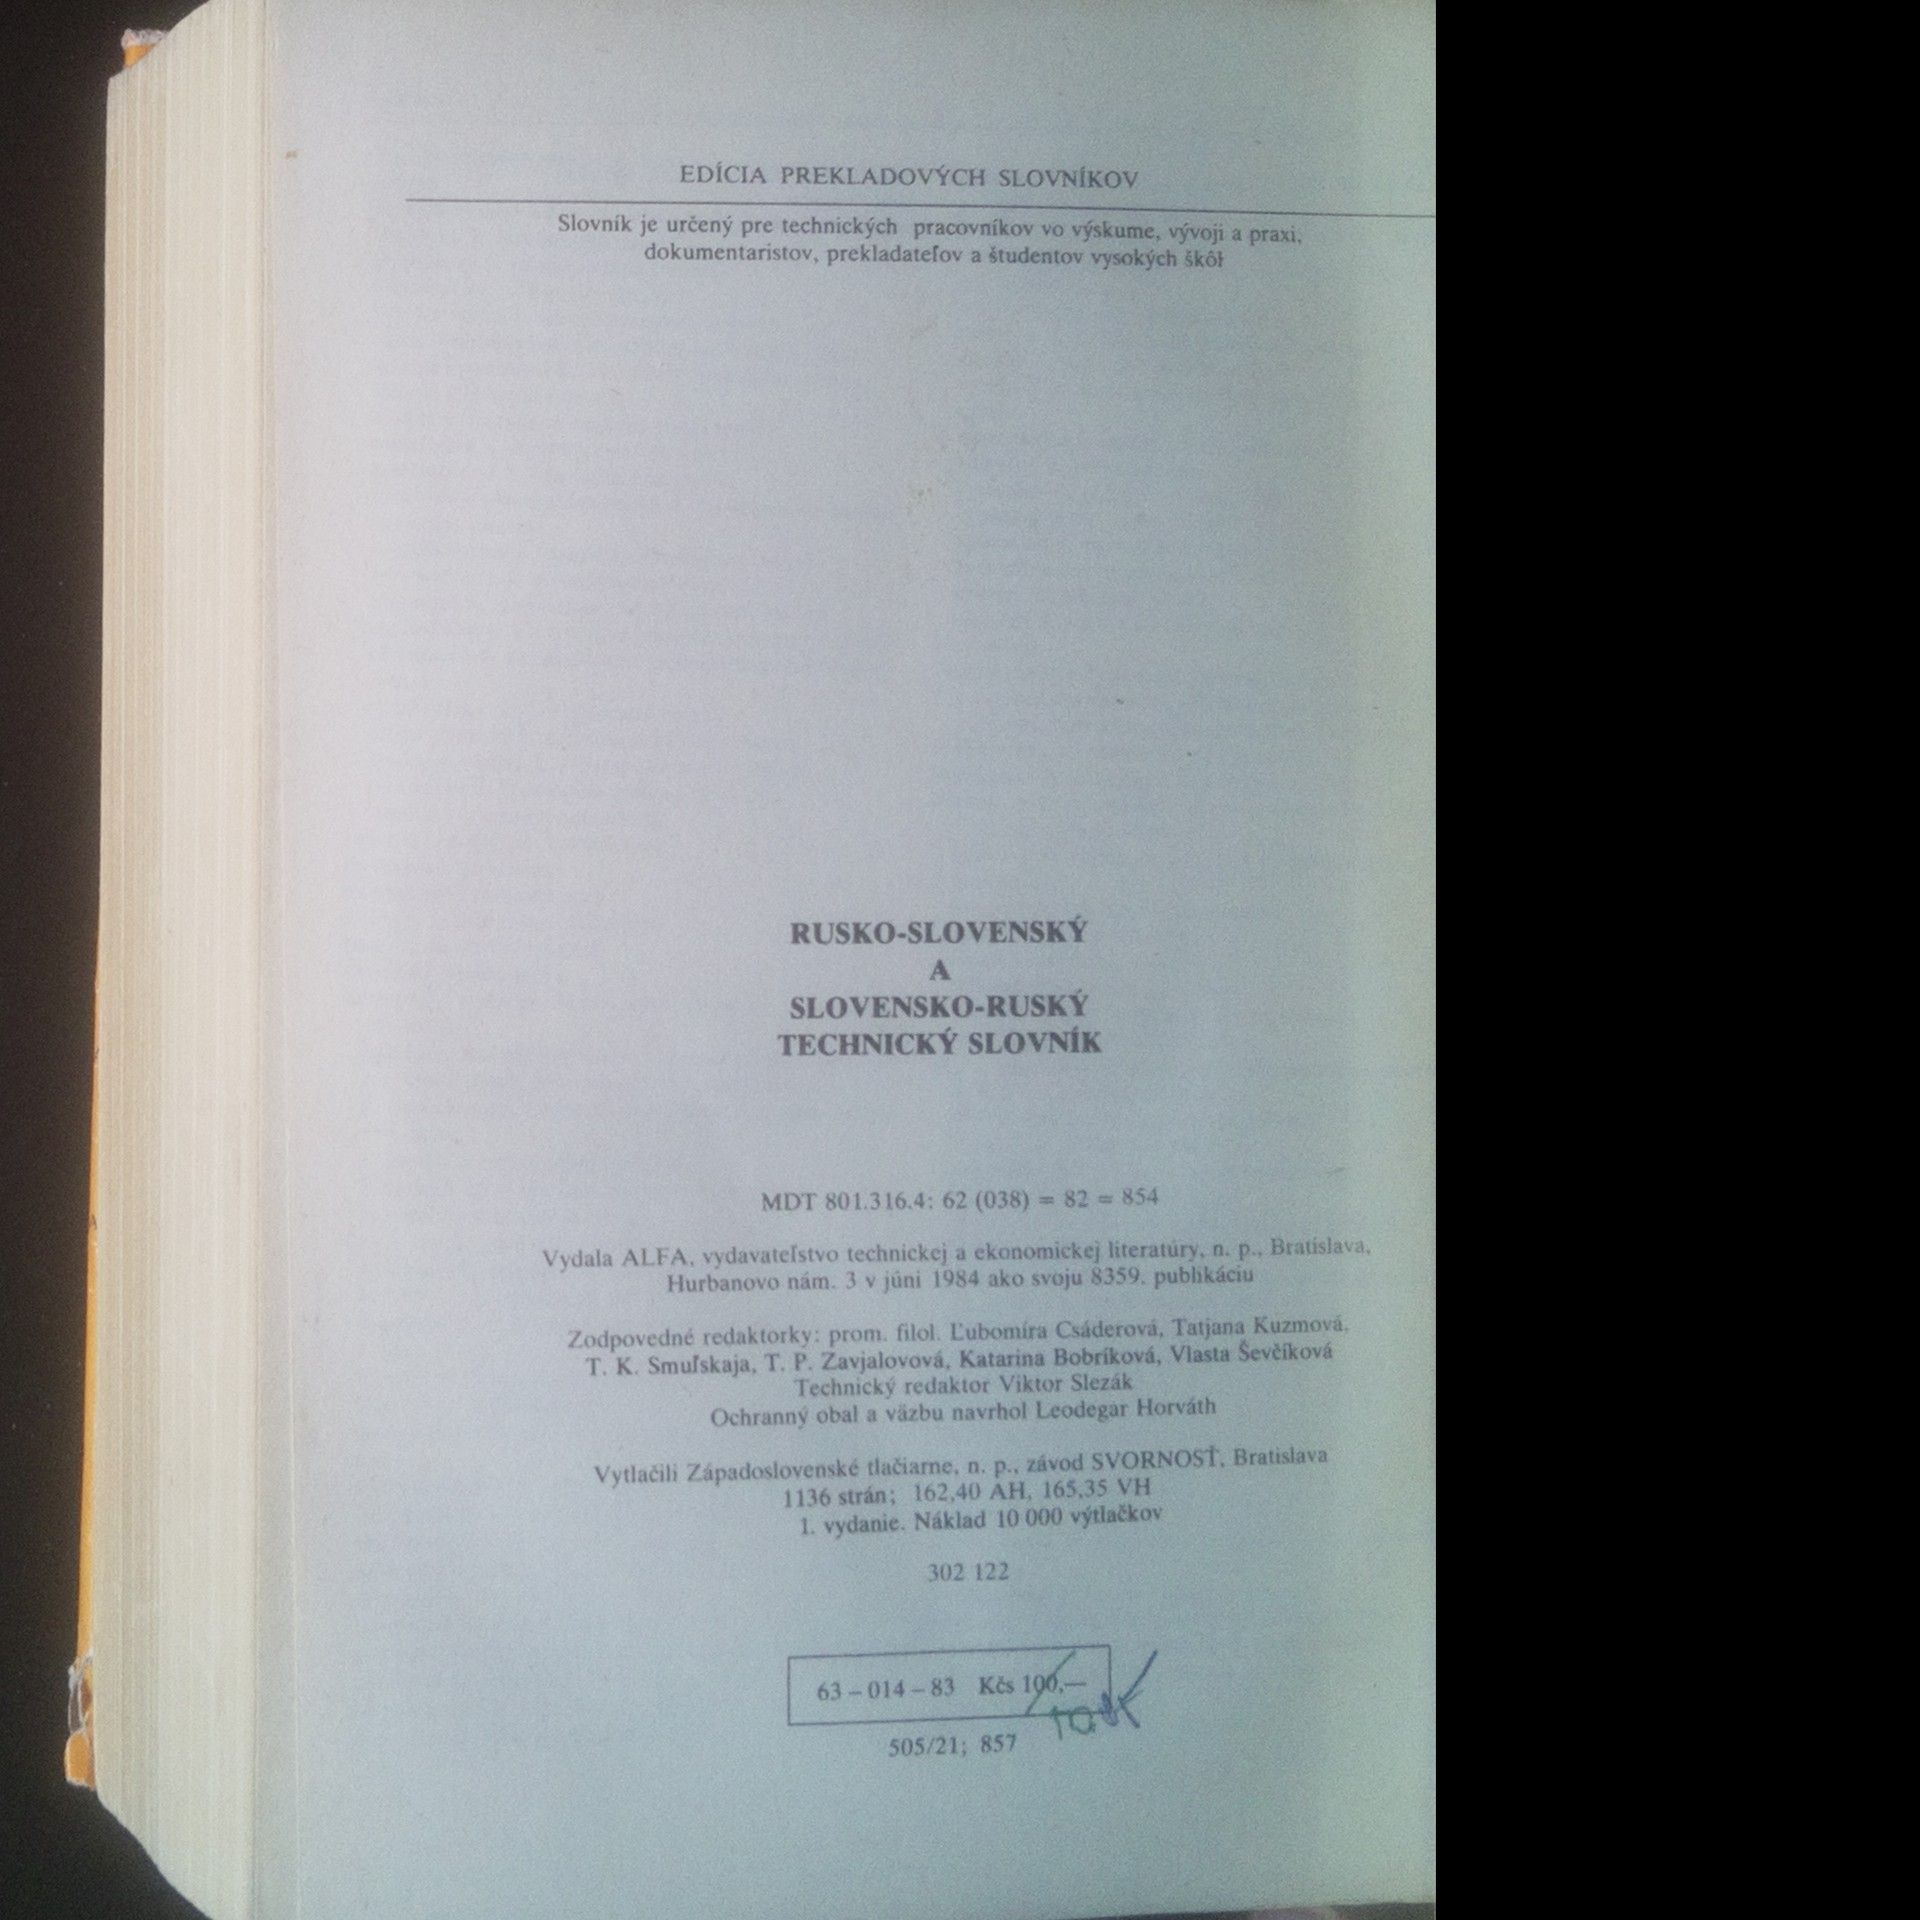 EDÍCIA PREKLADOVÝCH SLOVNÍKOV
Slovník je určený pre technických pracovníkov vo výskume, vývoji a praxi,
dokumentaristov, prekladateľov a študentov vysokých škôl
RUSKO-SLOVENSKÝ
A
SLOVENSKO-RUSKÝ
TECHNICKÝ SLOVNÍK
MDT 801.316.4: 62 (038) = 82 = 854
Vydala ALFA, vydavateľstvo technickej a ekonomickej literatúry, n. p., Bratislava,
Hurbanovo nám. 3 v júni 1984 ako svoju 8359. publikáciu
Zodpovedné redaktorky: prom. filol. Ľubomíra Csáderová, Tatjana Kuzmová,
T. K. Smuľskaja, T. P. Zavjalovová, Katarina Bobríková, Vlasta Ševčíková
Technický redaktor Viktor Slezák
Ochranný obal a väzbu navrhol Leodegar Horváth
Vytlačili Západoslovenské tlačiarne, n. p., závod SVORNOSŤ, Bratislava
1136 strán; 162,40 AH, 165,35 VH
1. vydanie. Náklad 10 000 výtlačkov
302 122
63 – 014 – 83 Kčs 100,—
505/21; 857